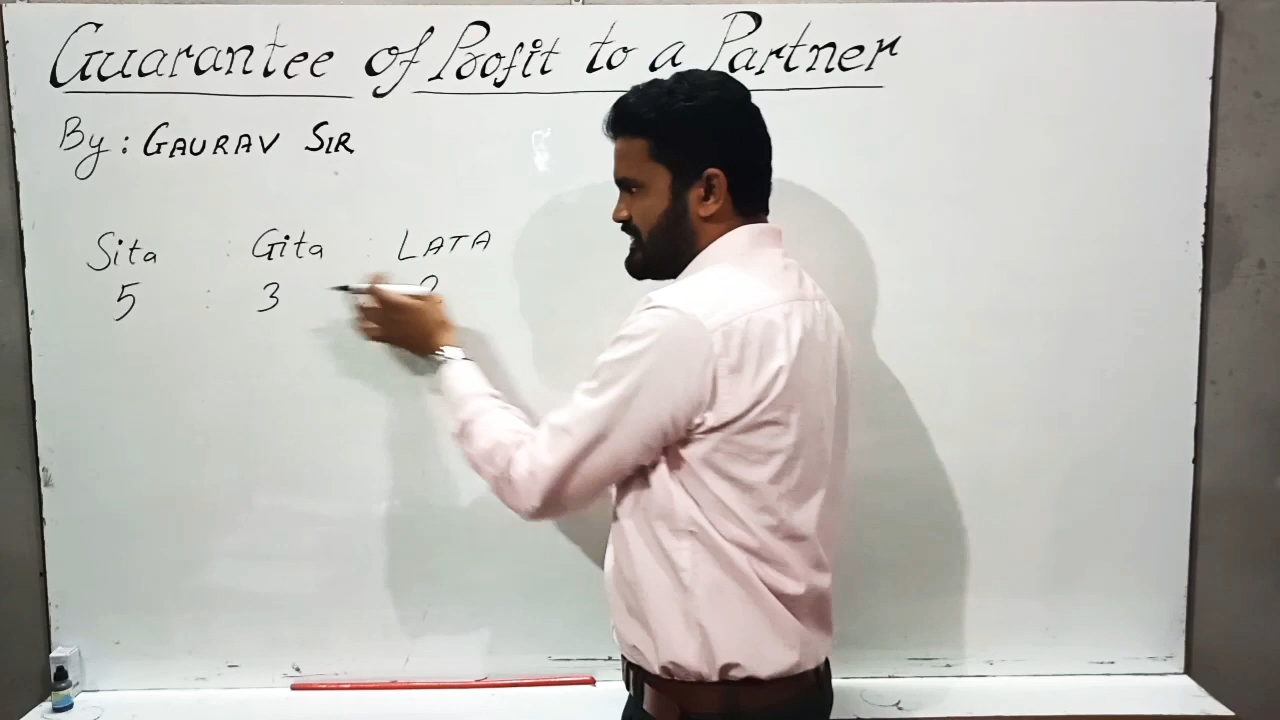 Guarantee of Profit to a Partner
By : GAURAV SIR
Sita : Gita : LATA
5 : 3